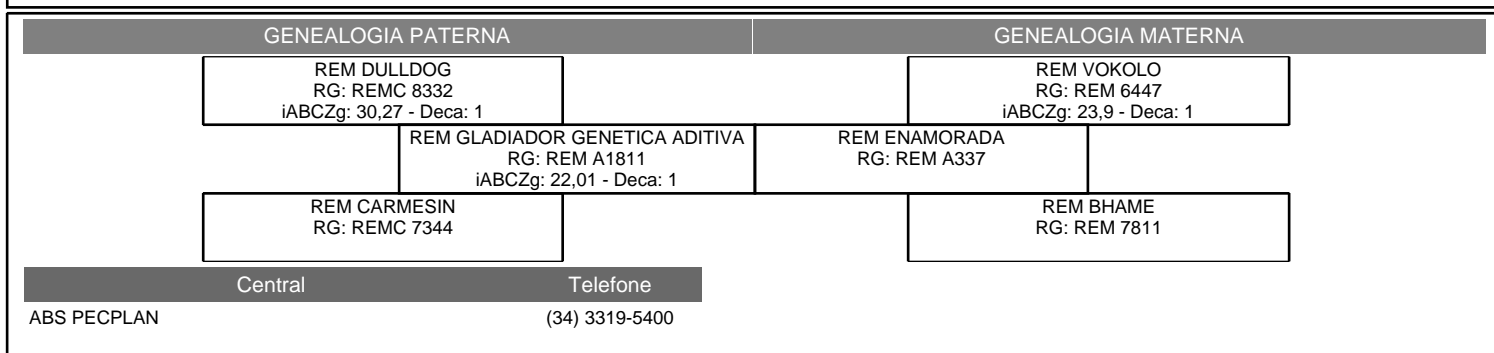 GENEALOGIA PATERNA
GENEALOGIA MATERNA
REM DULLDOG
RG: REMC 8332
iABCZg: 30,27 - Deca: 1
REM VOKOLO
RG: REM 6447
iABCZg: 23,9 - Deca: 1
REM GLADIADOR GENETICA ADITIVA
RG: REM A1811
iABCZg: 22,01 - Deca: 1
REM ENAMORADA
RG: REM A337
REM CARMESIN
RG: REMC 7344
REM BHAME
RG: REM 7811
Central Telefone
ABS PECPLAN (34) 3319-5400